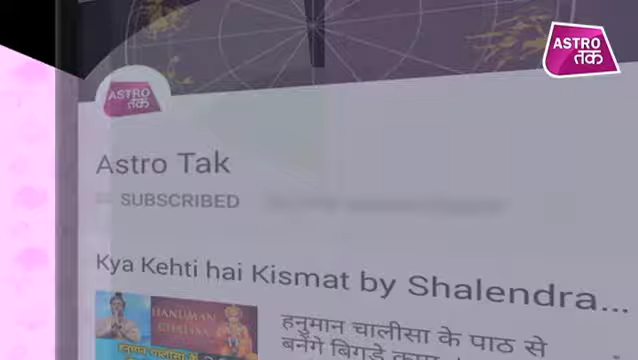 ASTRO
तक
ASTRO
तक
Astro Tak
SUBSCRIBED
Kya Kehti hai Kismat by Shalendra...
HANUMAN
CHALISA
हनुमान चालीसा के पाठ से
बनेंगे बिगड़े काम